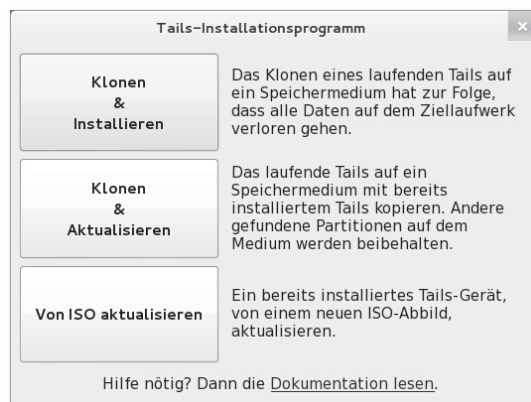 Tails-Installationsprogramm
Klonen
&
Installieren
Das Klonen eines laufenden Tails auf
ein Speichermedium hat zur Folge,
dass alle Daten auf dem Ziellaufwerk
verloren gehen.
Klonen
&
Aktualisieren
Das laufende Tails auf ein
Speichermedium mit bereits
installiertem Tails kopieren. Andere
gefundene Partitionen auf dem
Medium werden beibehalten.
Von ISO aktualisieren
Ein bereits installiertes Tails-Gerät,
von einem neuen ISO-Abbild,
aktualisieren.
Hilfe nötig? Dann die Dokumentation lesen.